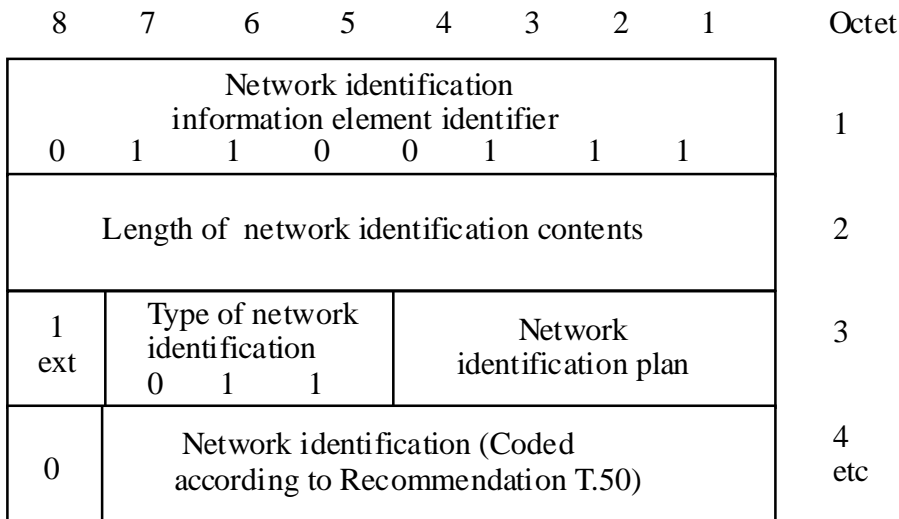 8 7 6 5 4 3 2 1 Octet
Network identification
information element identifier
0 1 1 0 0 1 1 1
1
Length of network identification contents
2
1
ext
Type of network
identification
0 1 1
Network
identification plan
3
0
Network identification (Coded
according to Recommendation T.50)
4
etc